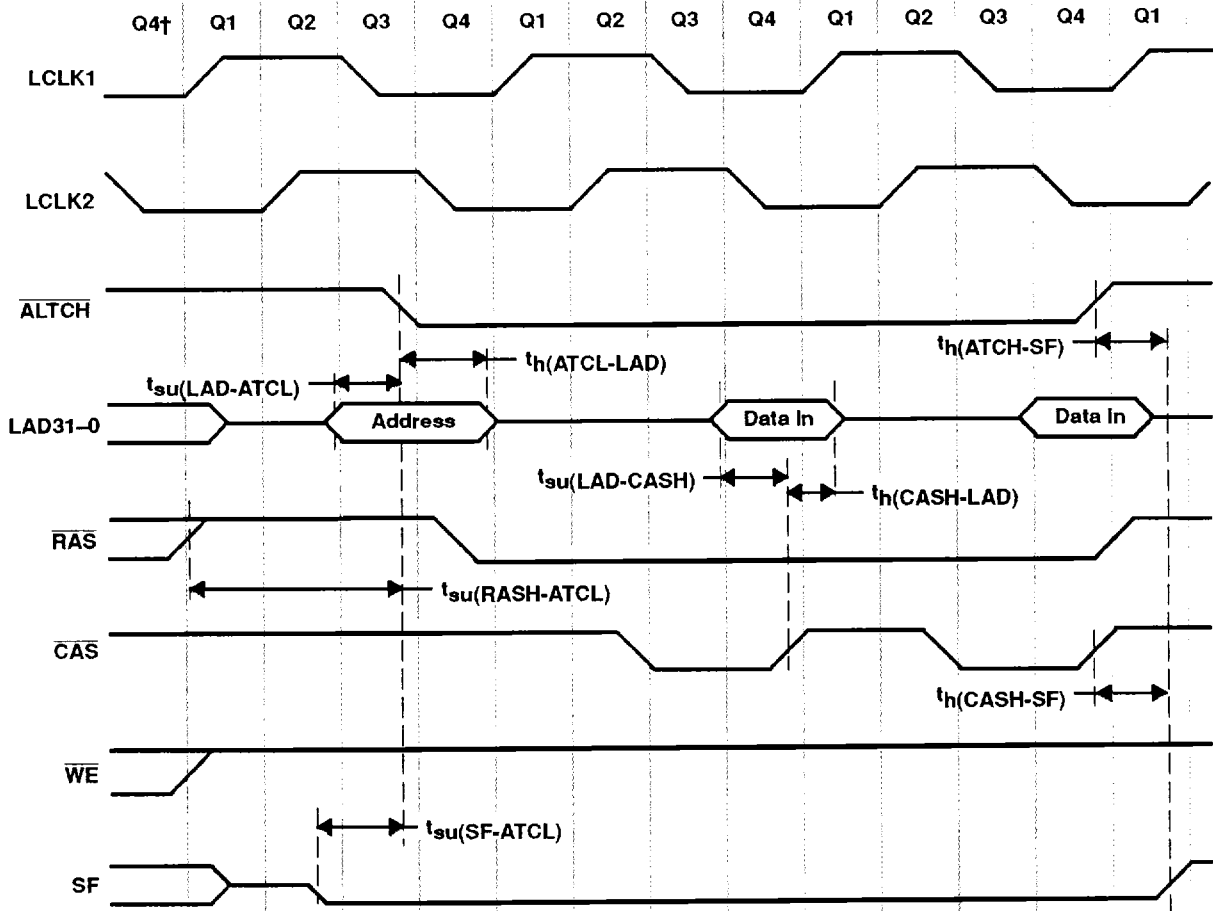 Q4† Q1 Q2 Q3 Q4 Q1 Q2 Q3 Q4 Q1 Q2 Q3 Q4 Q1
LCLK1
LCLK2
ALTCH
th(ATCH-SF)
th(ATCL-LAD)
tsu(LAD-ATCL)
LAD31–0 Address Data In Data In
tsu(LAD-CASH)
th(CASH-LAD)
RAS
tsu(RASH-ATCL)
CAS
th(CASH-SF)
WE
tsu(SF-ATCL)
SF